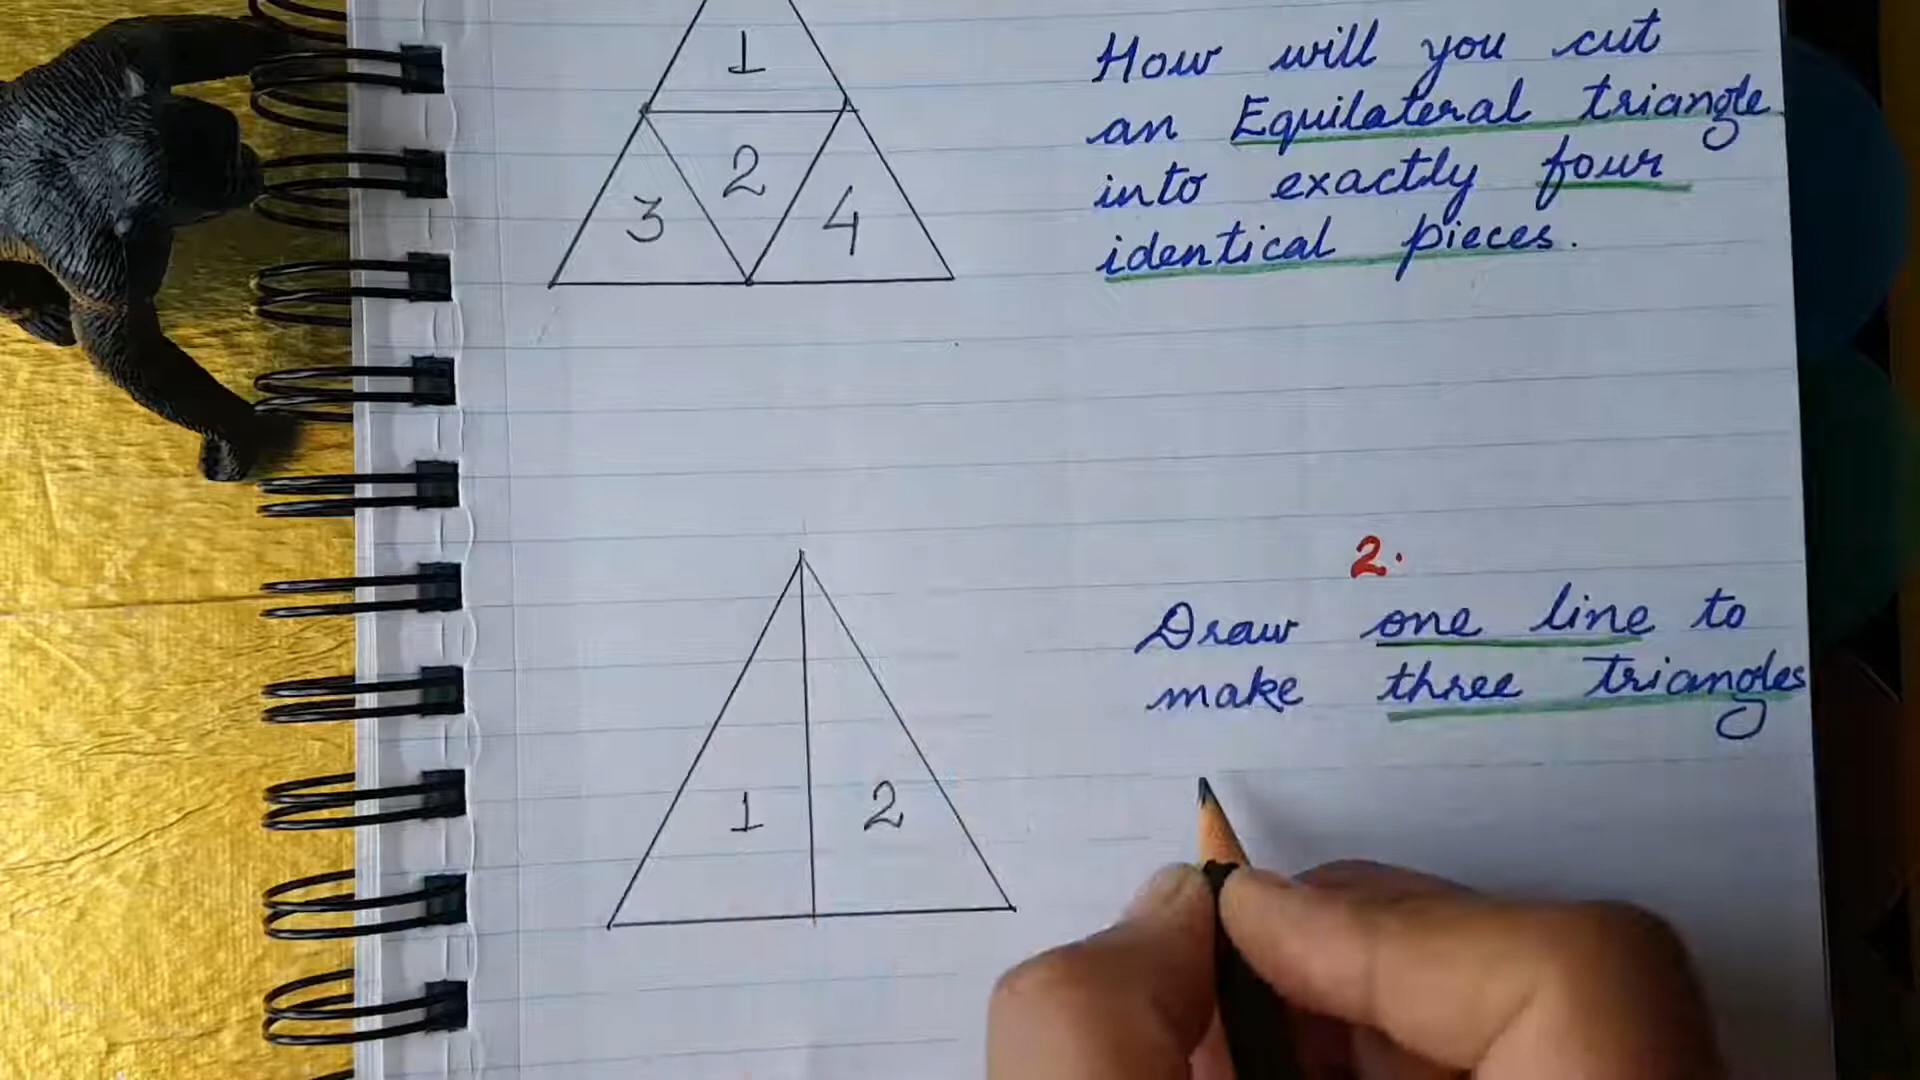 1
2
3
4
How will you cut
an Equilateral triangle
into exactly four
identical pieces.
2.
Draw one line to
make three triangles
1
2